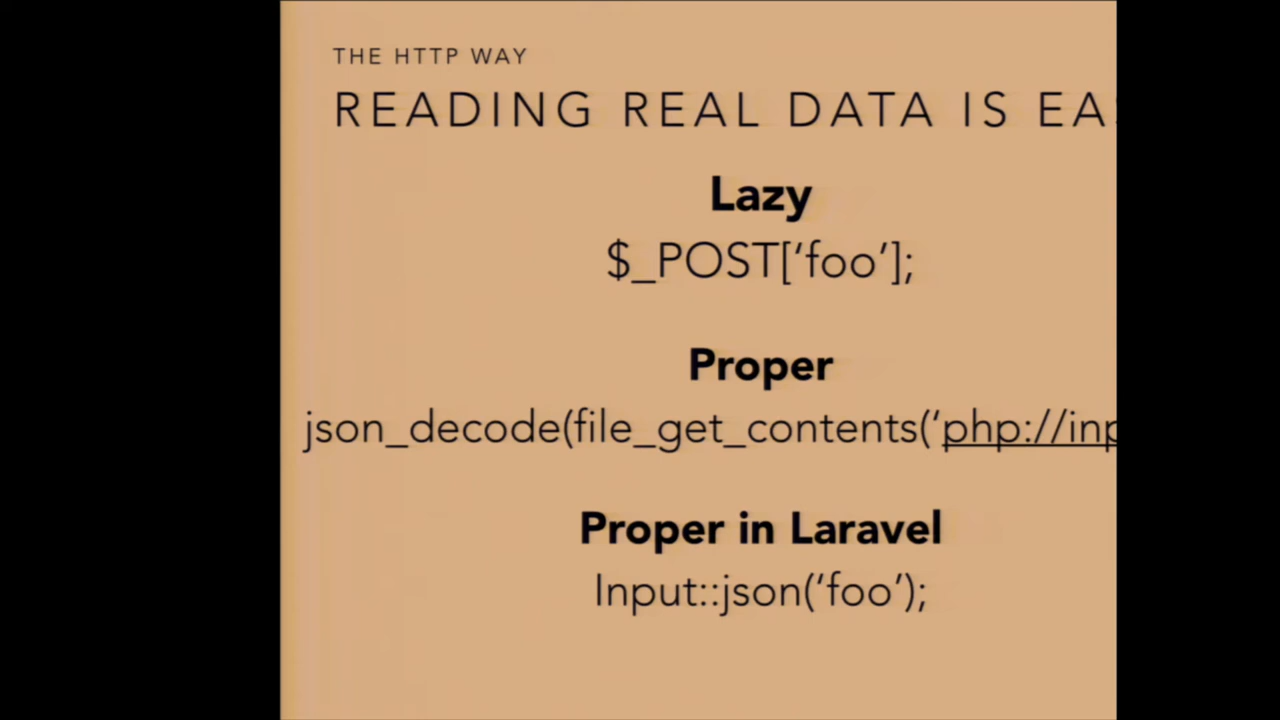 THE HTTP WAY
READING REAL DATA IS EA
Lazy
$_POST[‘foo’];
Proper
json_decode(file_get_contents(‘php://inp
Proper in Laravel
Input::json(‘foo’);